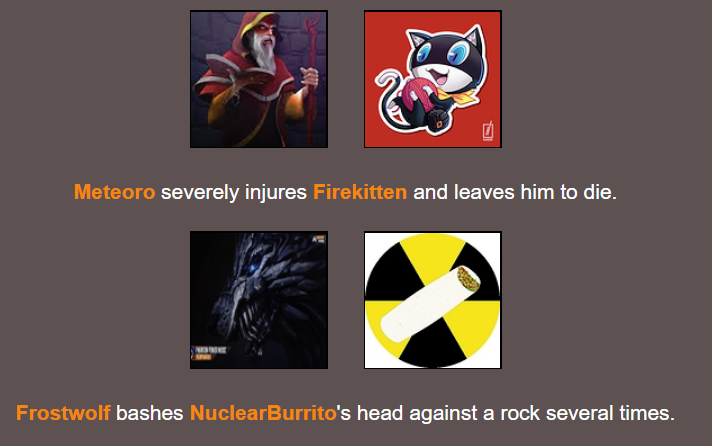 Meteoro severely injures Firekitten and leaves him to die.
Frostwolf bashes NuclearBurrito's head against a rock several times.